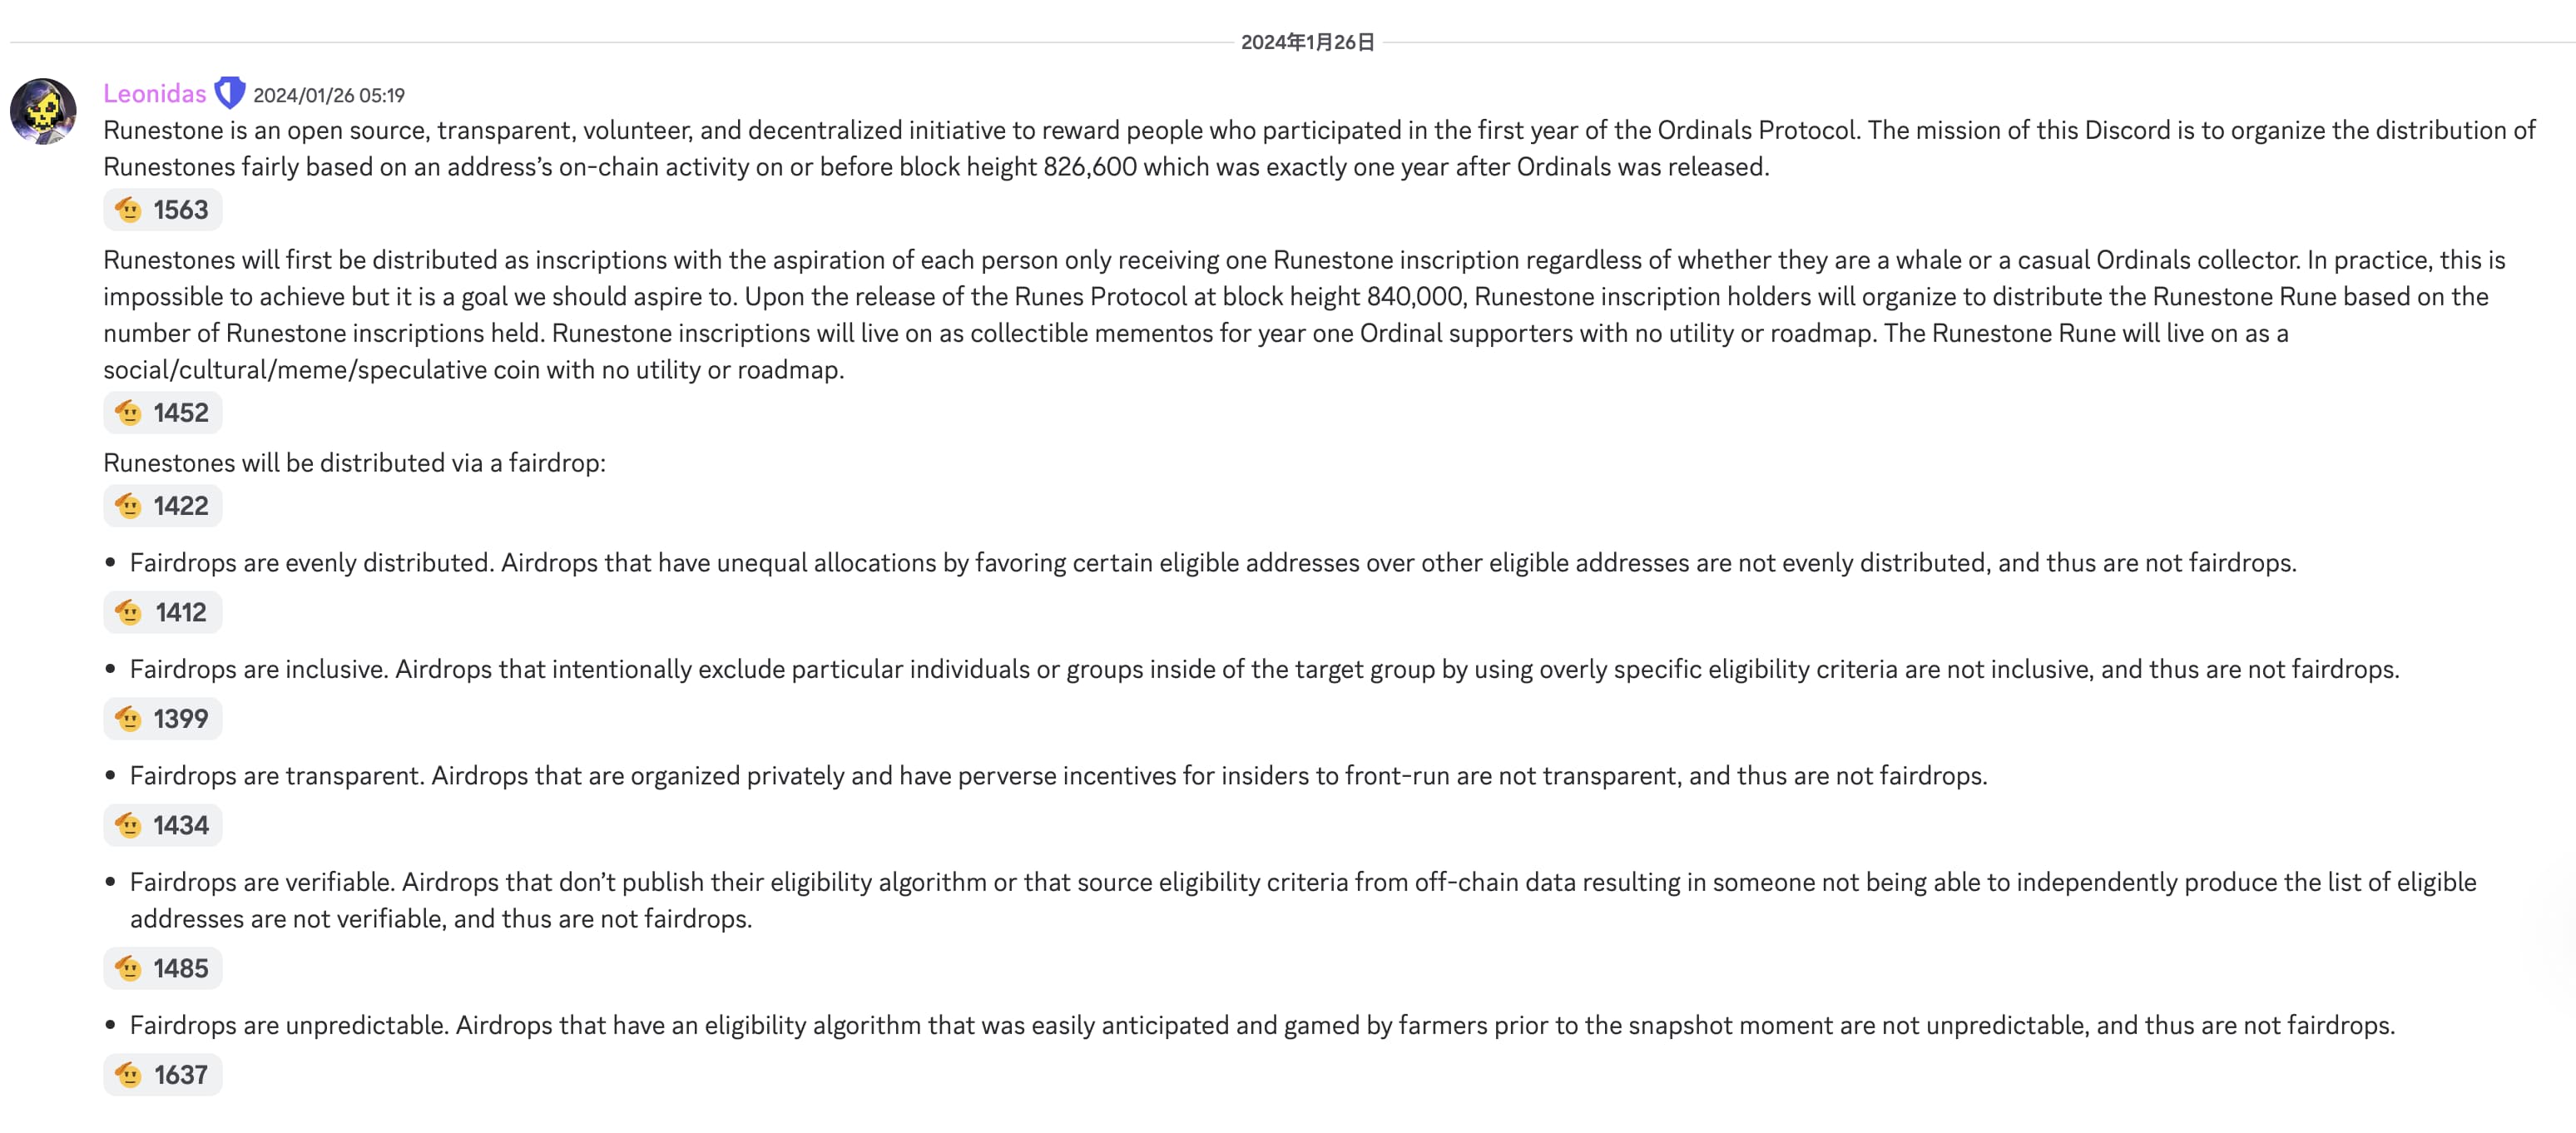 2024年1月26日
Leonidas 2024/01/26 05:19
Runestone is an open source, transparent, volunteer, and decentralized initiative to reward people who participated in the first year of the Ordinals Protocol. The mission of this Discord is to organize the distribution of
Runestones fairly based on an address’s on-chain activity on or before block height 826,600 which was exactly one year after Ordinals was released.
1563
Runestones will first be distributed as inscriptions with the aspiration of each person only receiving one Runestone inscription regardless of whether they are a whale or a casual Ordinals collector. In practice, this is
impossible to achieve but it is a goal we should aspire to. Upon the release of the Runes Protocol at block height 840,000, Runestone inscription holders will organize to distribute the Runestone Rune based on the
number of Runestone inscriptions held. Runestone inscriptions will live on as collectible mementos for year one Ordinal supporters with no utility or roadmap. The Runestone Rune will live on as a
social/cultural/meme/speculative coin with no utility or roadmap.
1452
Runestones will be distributed via a fairdrop:
1422
• Fairdrops are evenly distributed. Airdrops that have unequal allocations by favoring certain eligible addresses over other eligible addresses are not evenly distributed, and thus are not fairdrops.
1412
• Fairdrops are inclusive. Airdrops that intentionally exclude particular individuals or groups inside of the target group by using overly specific eligibility criteria are not inclusive, and thus are not fairdrops.
1399
• Fairdrops are transparent. Airdrops that are organized privately and have perverse incentives for insiders to front-run are not transparent, and thus are not fairdrops.
1434
• Fairdrops are verifiable. Airdrops that don’t publish their eligibility algorithm or that source eligibility criteria from off-chain data resulting in someone not being able to independently produce the list of eligible
addresses are not verifiable, and thus are not fairdrops.
1485
• Fairdrops are unpredictable. Airdrops that have an eligibility algorithm that was easily anticipated and gamed by farmers prior to the snapshot moment are not unpredictable, and thus are not fairdrops.
1637